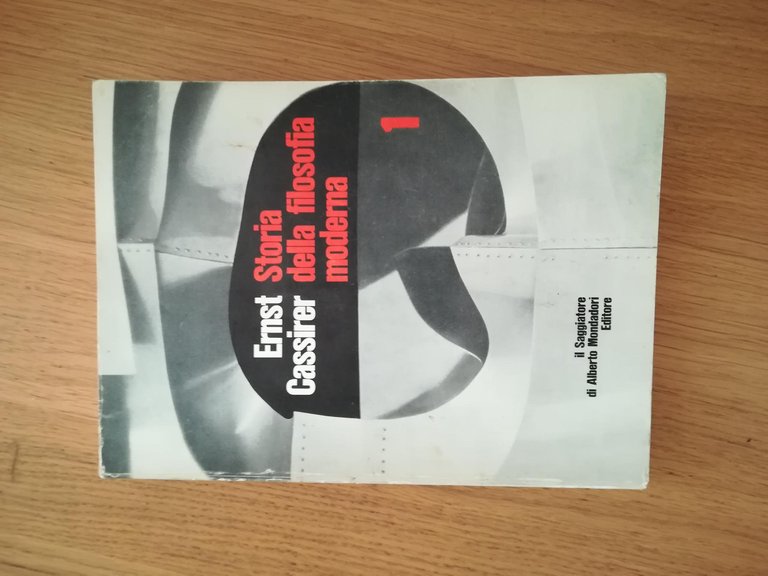 Ernst Storia
Cassirer della filosofia
moderna
1
il Saggiatore
di Alberto Mondadori
Editore